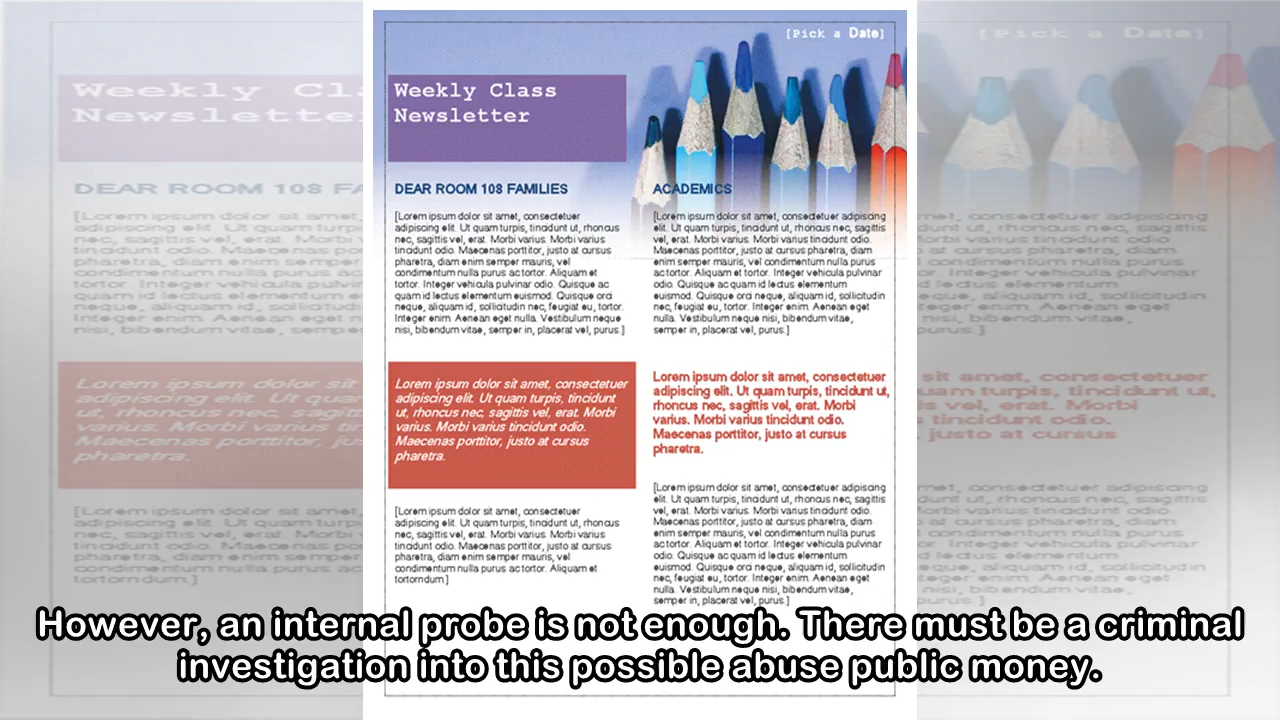 [Pick a Date]
Weekly Class
Newsletter
DEAR ROOM 108 FAMILIES
[Lorem ipsum dolor sit amet, consectetuer
adipiscing elit. Ut quam turpis, tincidunt ut, rhoncus
nec, sagittis vel, erat. Morbi varius. Morbi varius
tincidunt odio. Maecenas porttitor, justo at cursus
pharetra, diam enim semper mauris, vel
condimentum nulla purus ac tortor. Aliquam et
tortor. Integer vehicula pulvinar odio. Quisque ac
quam id lectus elementum euismod. Quisque orci
neque, aliquam id, sollicitudin nec, feugiat eu, tortor.
Integer enim. Aenean eget nulla. Vestibulum neque
nisi, bibendum vitae, semper in, placerat vel, purus.]
Lorem ipsum dolor sit amet, consectetuer
adipiscing elit. Ut quam turpis, tincidunt
ut, rhoncus nec, sagittis vel, erat. Morbi
varius. Morbi varius tincidunt odio.
Maecenas porttitor, justo at cursus
pharetra.
[Lorem ipsum dolor sit amet, consectetuer
adipiscing elit. Ut quam turpis, tincidunt ut, rhoncus
nec, sagittis vel, erat. Morbi varius. Morbi varius
tincidunt odio. Maecenas porttitor, justo at cursus
pharetra, diam enim semper mauris, vel
condimentum nulla purus ac tortor. Aliquam et
tortorndum.]
ACADEMICS
[Lorem ipsum dolor sit amet, consectetuer adipiscing
elit. Ut quam turpis, tincidunt ut, rhoncus nec, sagittis
vel, erat. Morbi varius. Morbi varius tincidunt odio.
Maecenas porttitor, justo at cursus pharetra, diam
enim semper mauris, vel condimentum nulla purus ac
tortor. Aliquam et tortor. Integer vehicula pulvinar
odio. Quisque ac quam id lectus elementum
euismod. Quisque orci neque, aliquam id, sollicitudin
nec, feugiat eu, tortor. Integer enim. Aenean eget
nulla. Vestibulum neque nisi, bibendum vitae,
semper in, placerat vel, purus.]
Lorem ipsum dolor sit amet, consectetuer
adipiscing elit. Ut quam turpis, tincidunt ut,
rhoncus nec, sagittis vel, erat. Morbi
varius. Morbi varius tincidunt odio.
Maecenas porttitor, justo at cursus
pharetra.
[Lorem ipsum dolor sit amet, consectetuer adipiscing
elit. Ut quam turpis, tincidunt ut, rhoncus nec, sagittis
vel, erat. Morbi varius. Morbi varius tincidunt odio.
Maecenas porttitor, justo at cursus pharetra, diam
enim semper mauris, vel condimentum nulla purus ac
tortor. Aliquam et tortor. Integer vehicula pulvinar
odio. Quisque ac quam id lectus elementum
euismod. Quisque orci neque, aliquam id, sollicitudin
nec, feugiat eu, tortor. Integer enim. Aenean eget
nulla. Vestibulum neque nisi, bibendum vitae,
semper in, placerat vel, purus.]
However, an internal probe is not enough. There must be a criminal
investigation into this possible abuse public money.